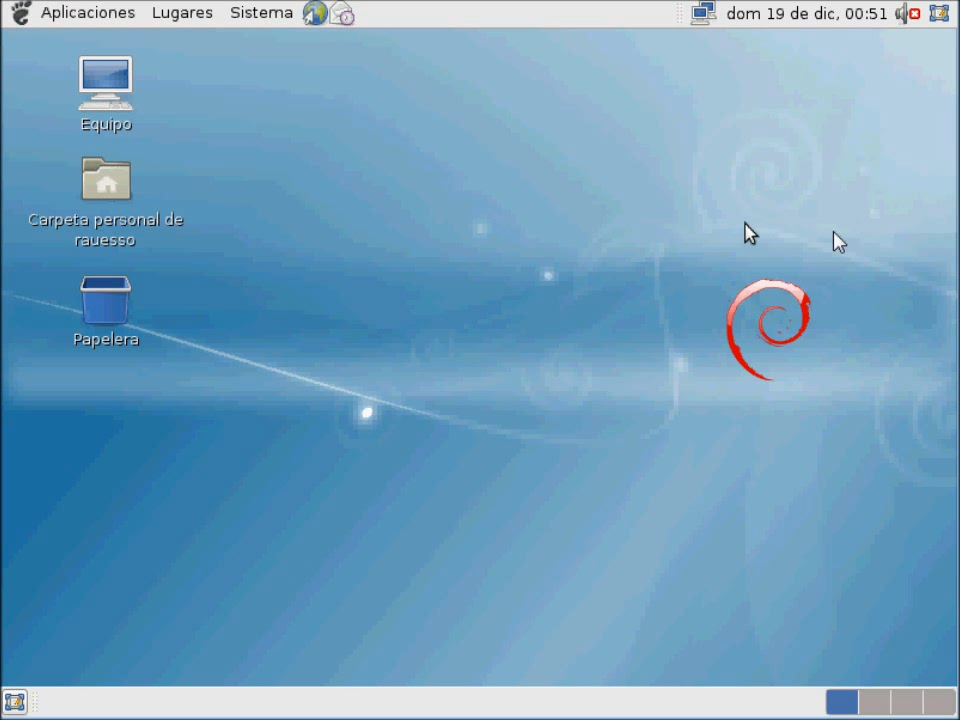 Aplicaciones Lugares Sistema dom 19 de dic, 00:51
Equipo
Carpeta personal de
rauesso
Papelera